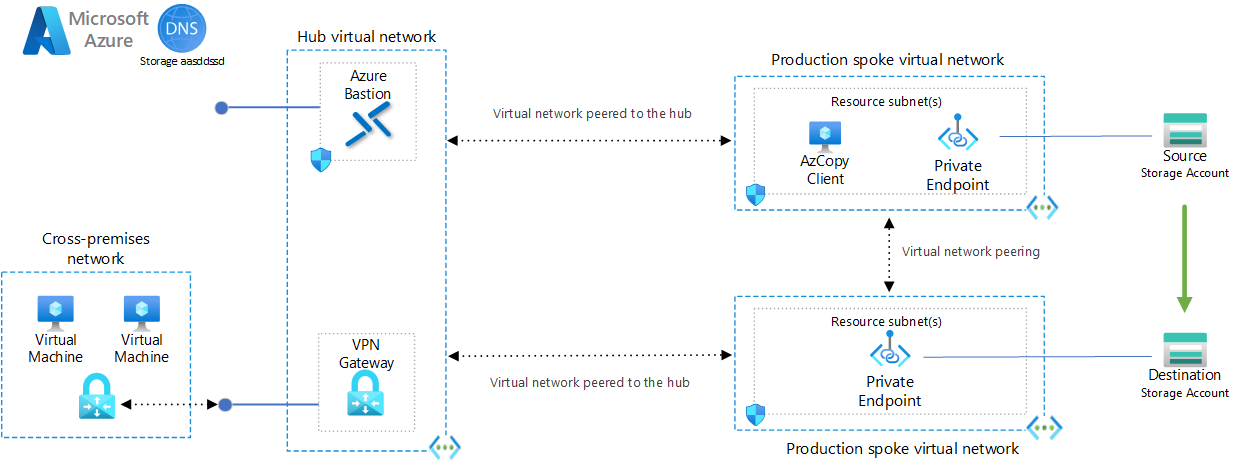 Microsoft
Azure
DNS
Storage aasddssd
Hub virtual network
Azure
Bastion
Virtual network peered to the hub
Production spoke virtual network
Resource subnet(s)
AzCopy
Client
Private
Endpoint
Source
Storage Account
Virtual network peering
Cross-premises
network
Virtual
Machine
Virtual
Machine
VPN
Gateway
Virtual network peered to the hub
Resource subnet(s)
Private
Endpoint
Production spoke virtual network
Destination
Storage Account